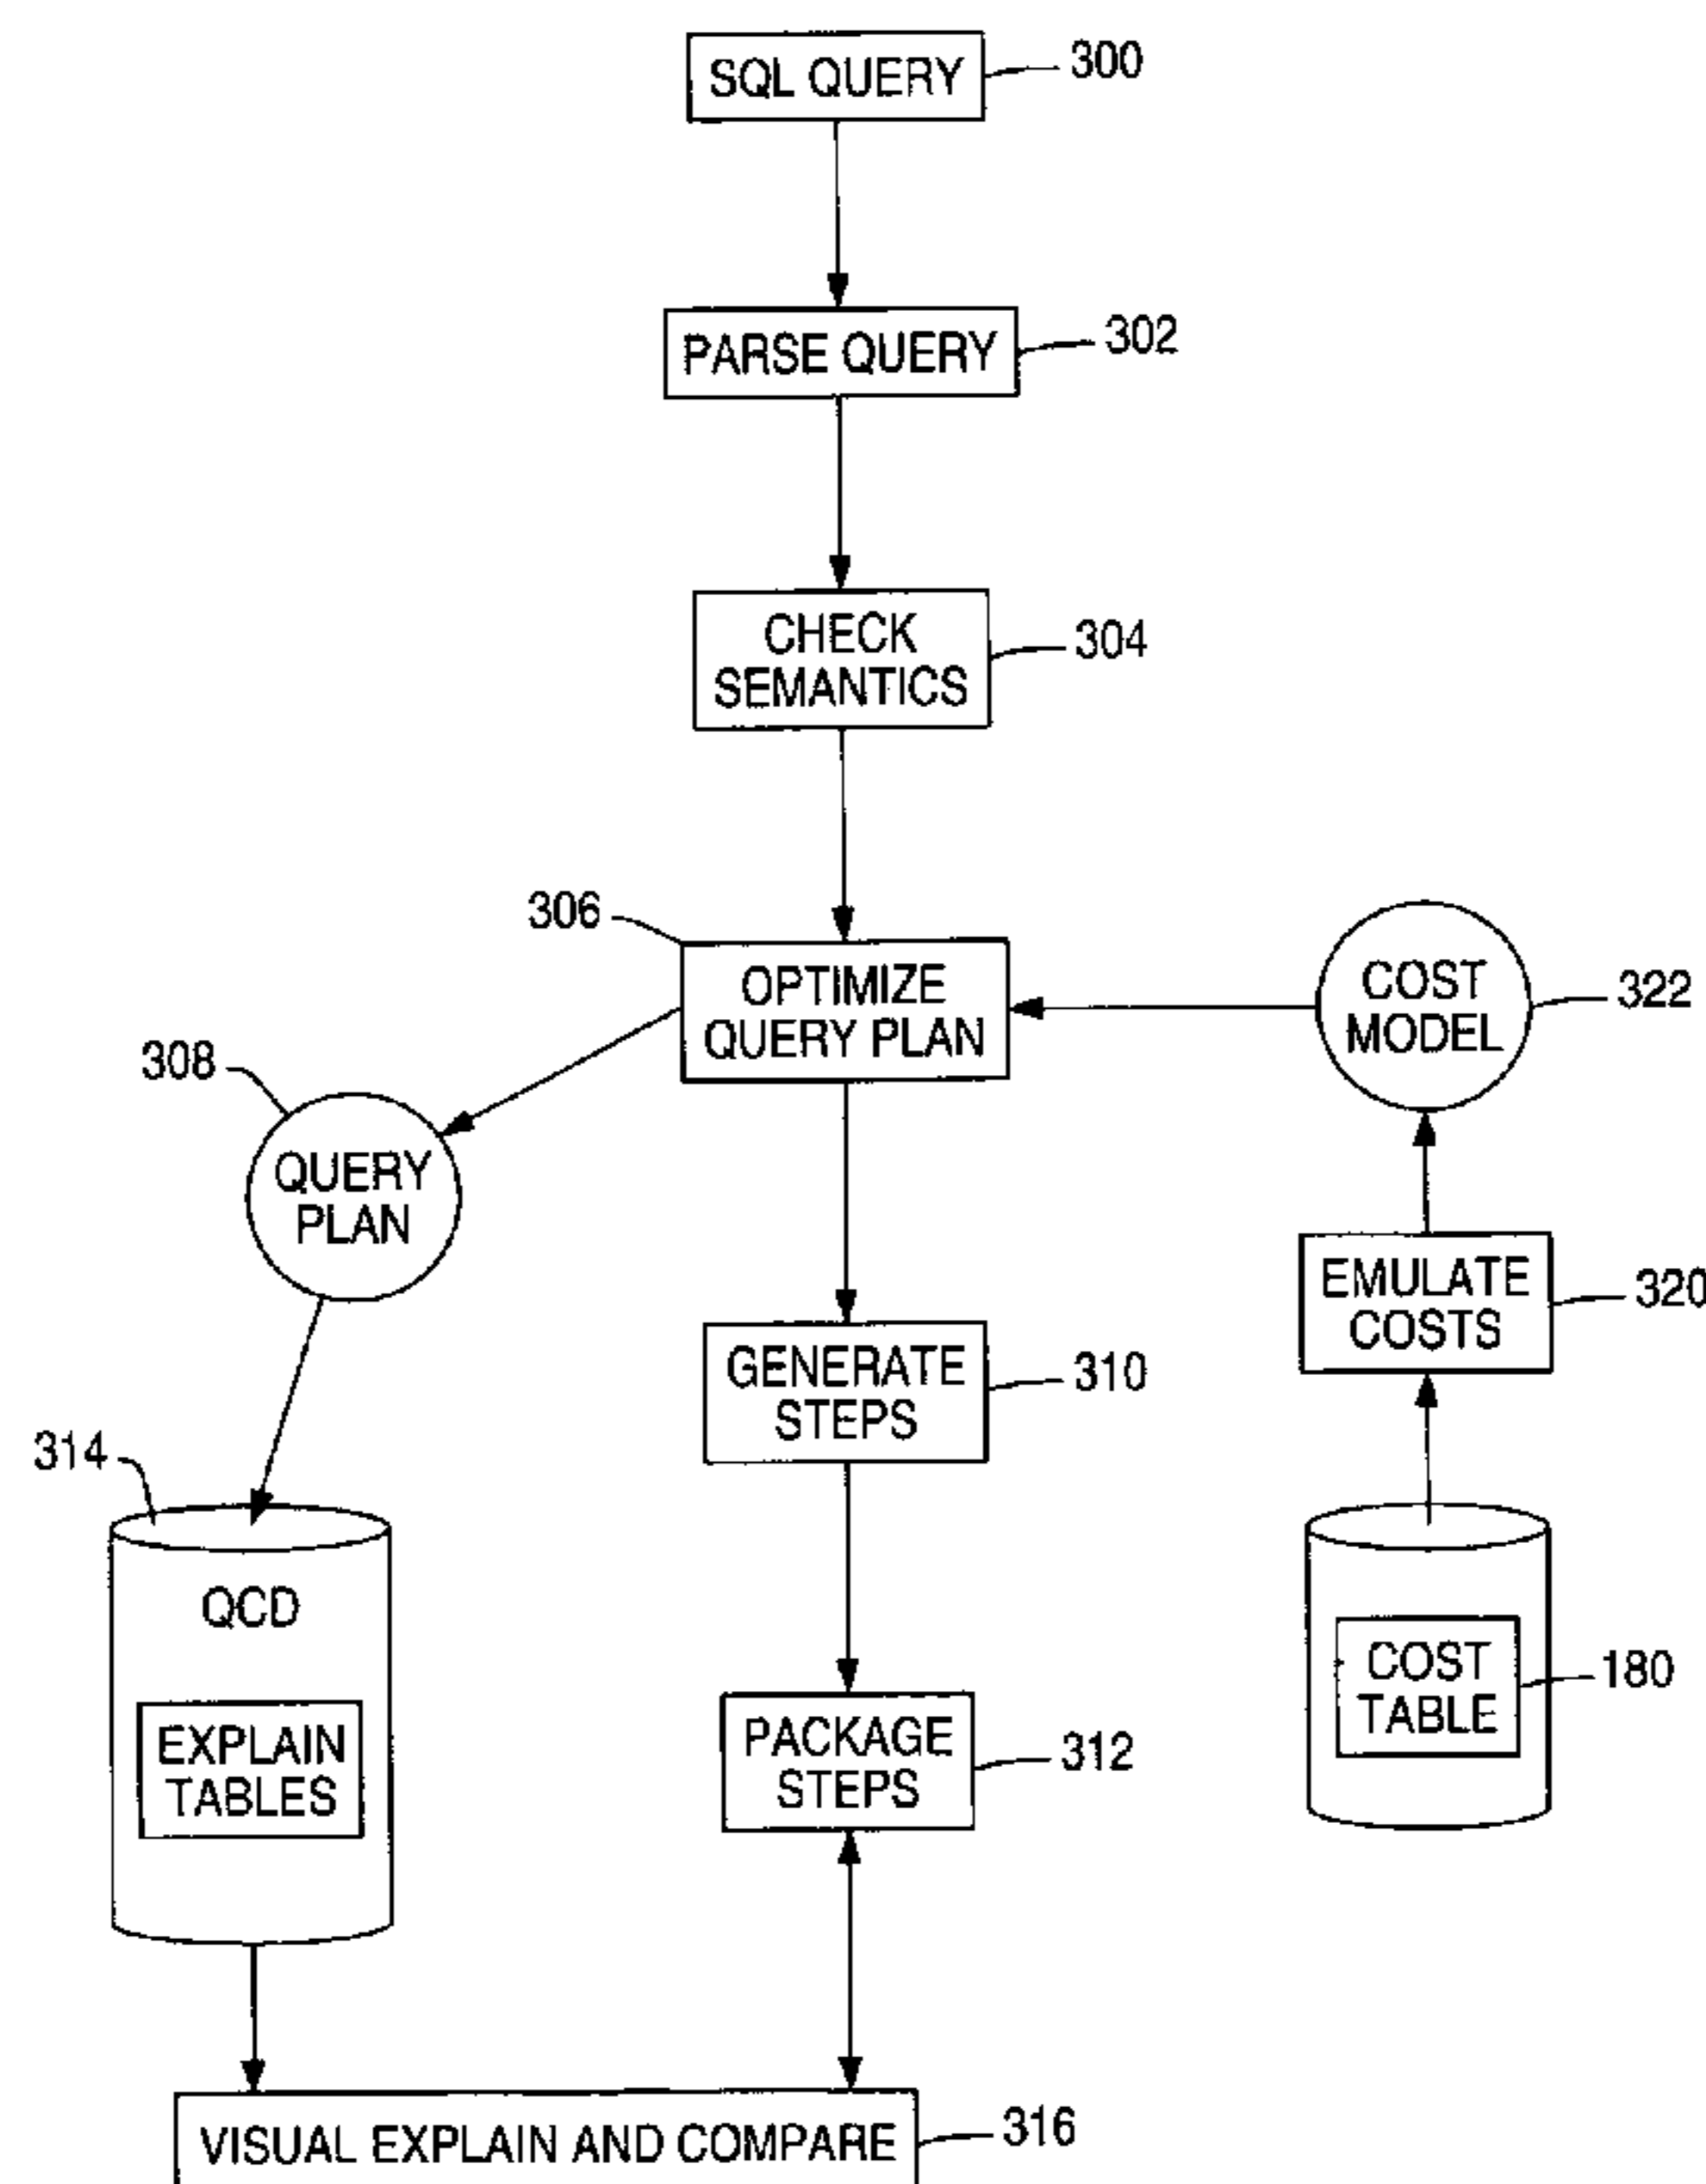 SQL QUERY
300
PARSE QUERY
302
CHECK
SEMANTICS
304
306
OPTIMIZE
QUERY PLAN
COST
MODEL
322
308
QUERY
PLAN
EMULATE
COSTS
320
GENERATE
STEPS
310
314
QCD
EXPLAIN
TABLES
COST
TABLE
180
PACKAGE
STEPS
312
VISUAL EXPLAIN AND COMPARE
316